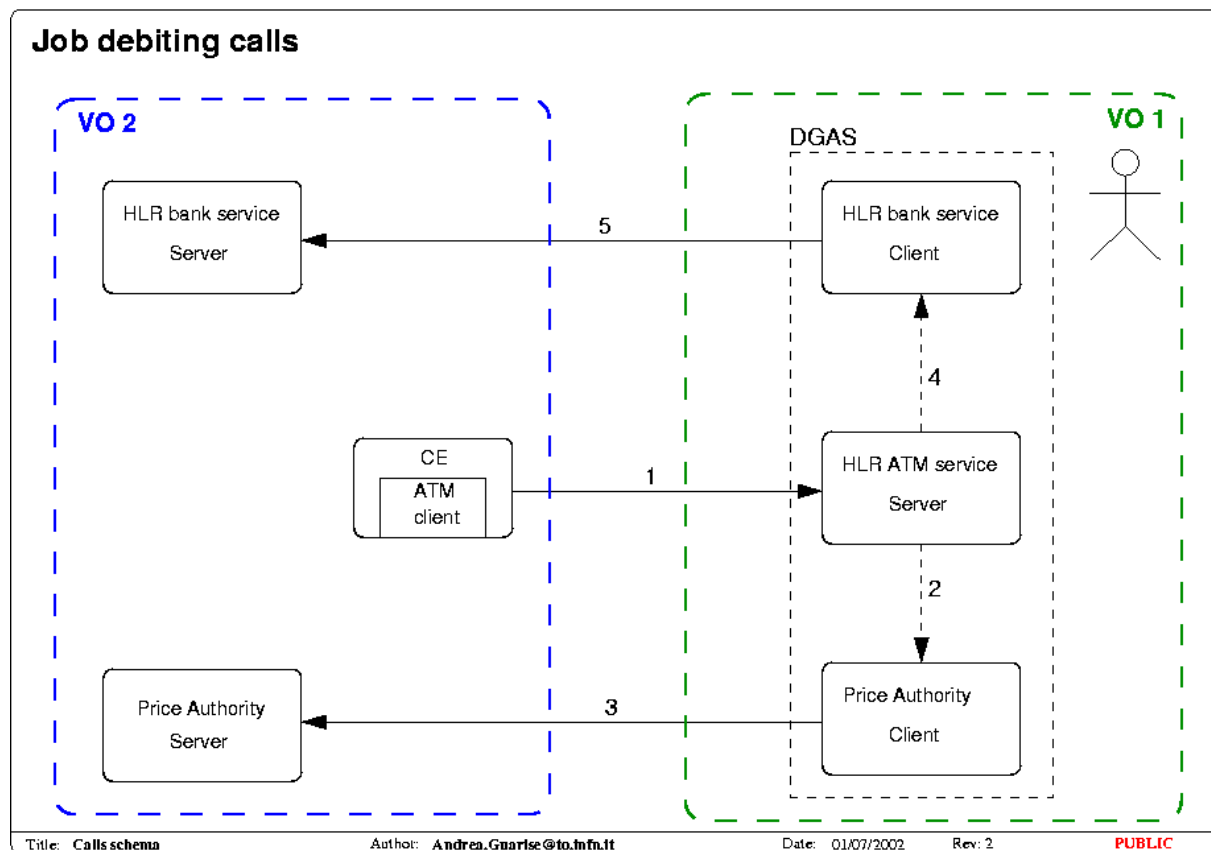 Job debiting calls
VO 2
VO 1
DGAS
HLR bank service
Server
5
HLR bank service
Client
4
CE
ATM
client
1
HLR ATM service
Server
2
Price Authority
Server
3
Price Authority
Client
Title: Calls schema
Author: Andrea.Guarise@to.infn.it
Date: 01/07/2002
Rev: 2
PUBLIC